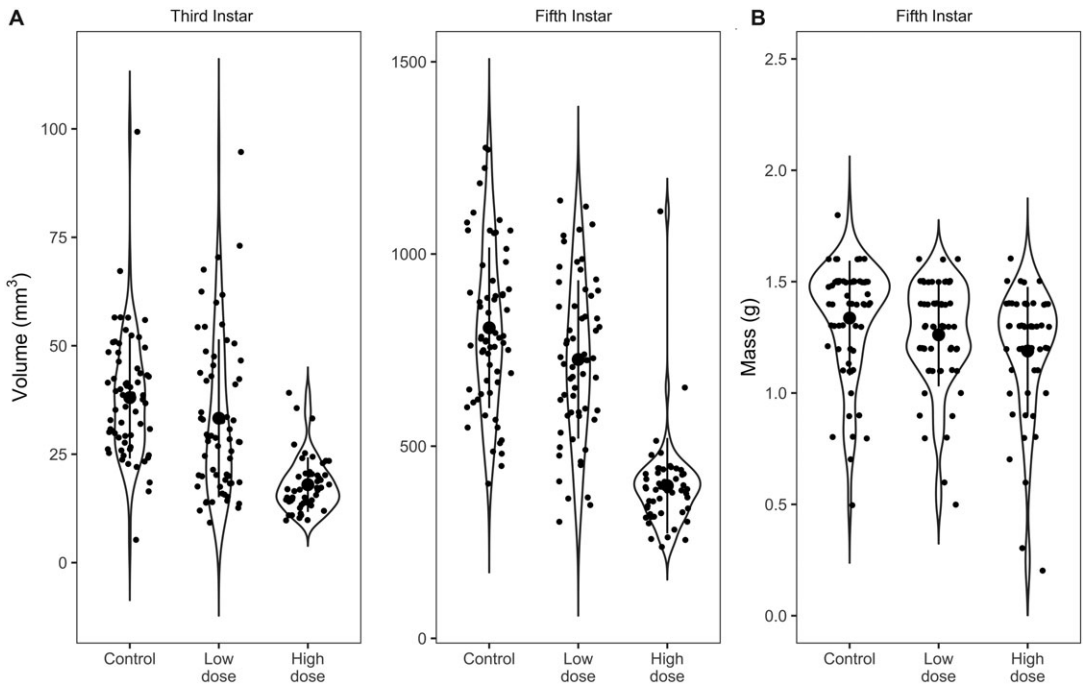 A
Third Instar
Fifth Instar
B
Fifth Instar
Volume (mm³)
100
75
50
25
0
1500
1000
500
0
Mass (g)
2.5
2.0
1.5
1.0
0.5
0.0
Control
Low
dose
High
dose
Control
Low
dose
High
dose
Control
Low
dose
High
dose